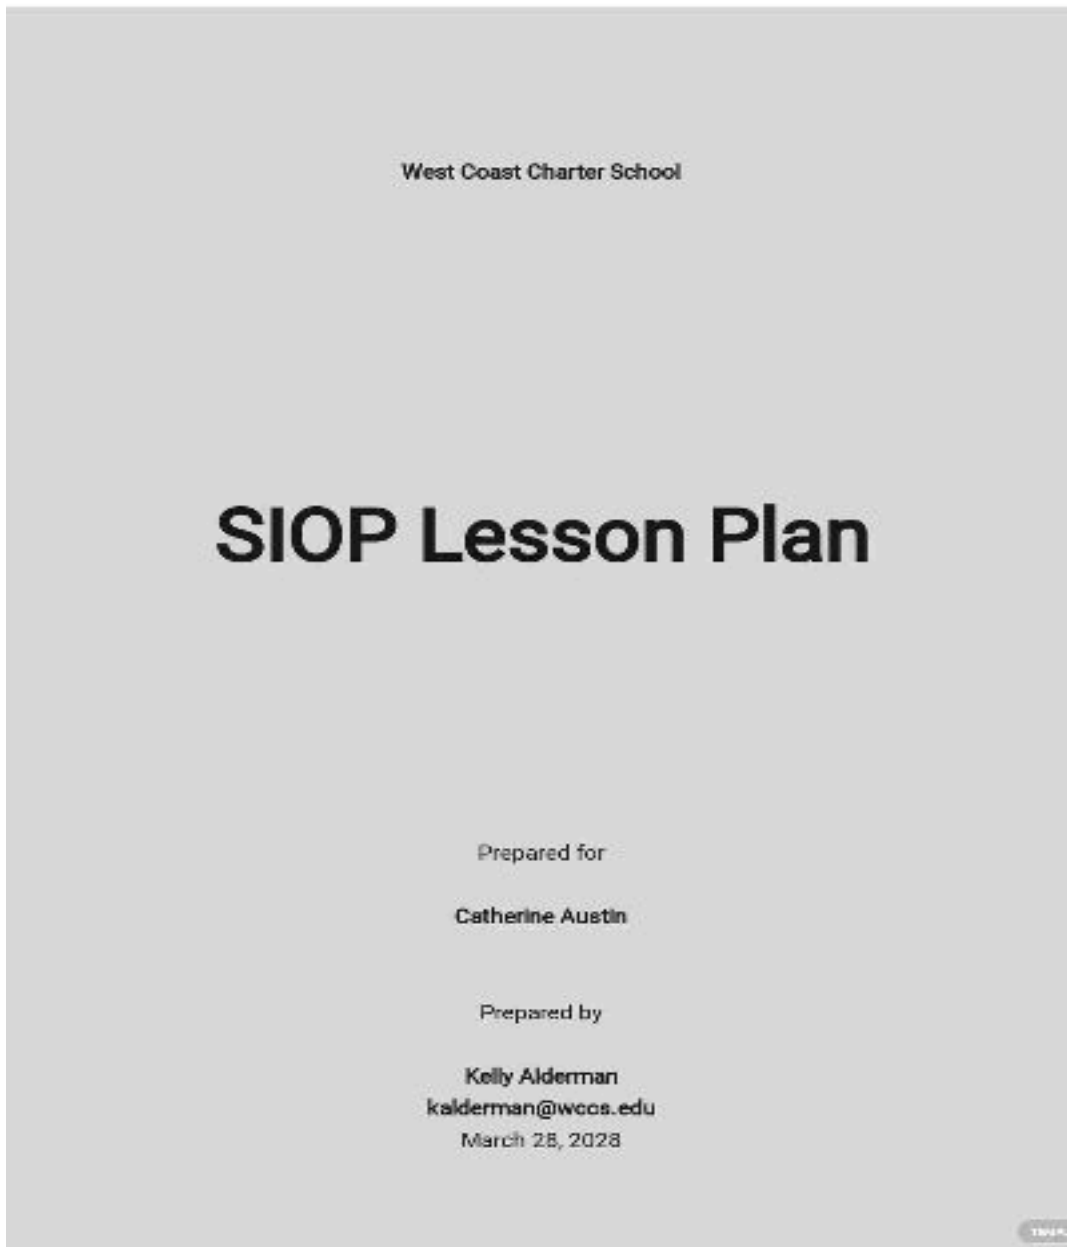 West Coast Charter School
SIOP Lesson Plan
Prepared for
Catherine Austin
Prepared by
Kelly Alderman
kalderman@wccs.edu
March 28, 2028